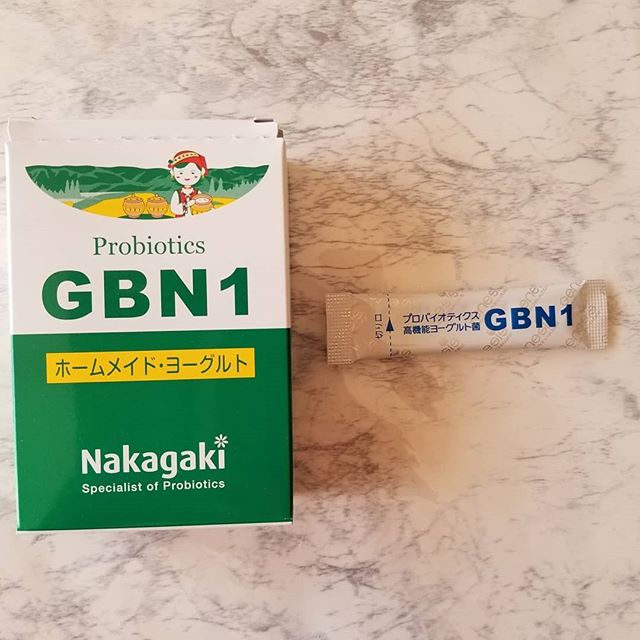 Probiotics
GBN1
ホームメイド・ヨーグルト
Nakagaki
Specialist of Probiotics
プロバイオティクス
高機能ヨーグルト菌
GBN1